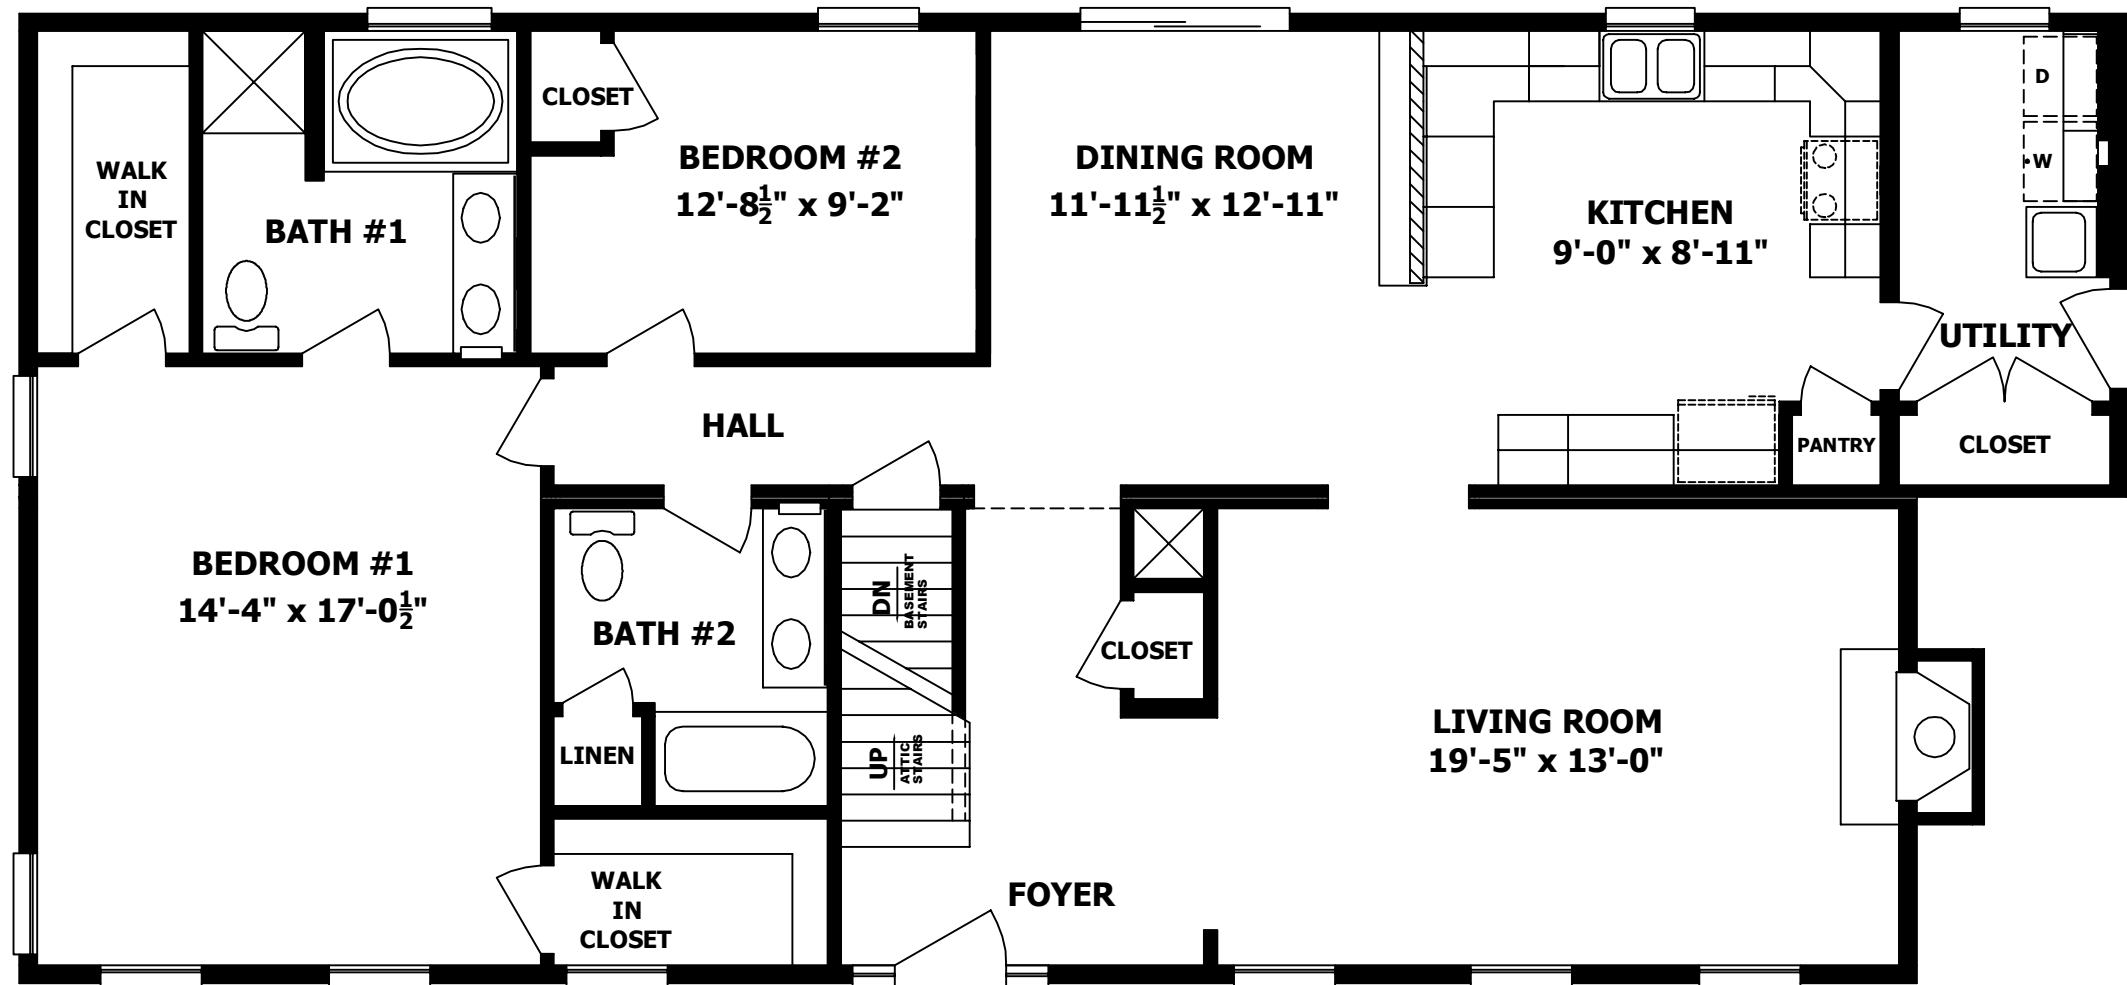 WALK
IN
CLOSET
BATH #1
CLOSET
BEDROOM #2
12'-8½" x 9'-2"
DINING ROOM
11'-11½" x 12'-11"
KITCHEN
9'-0" x 8'-11"
D
W
UTILITY
PANTRY
CLOSET
HALL
BEDROOM #1
14'-4" x 17'-0½"
BATH #2
LINEN
WALK
IN
CLOSET
DN
BASEMENT
STAIRS
UP
ATTIC
STAIRS
CLOSET
FOYER
LIVING ROOM
19'-5" x 13'-0"